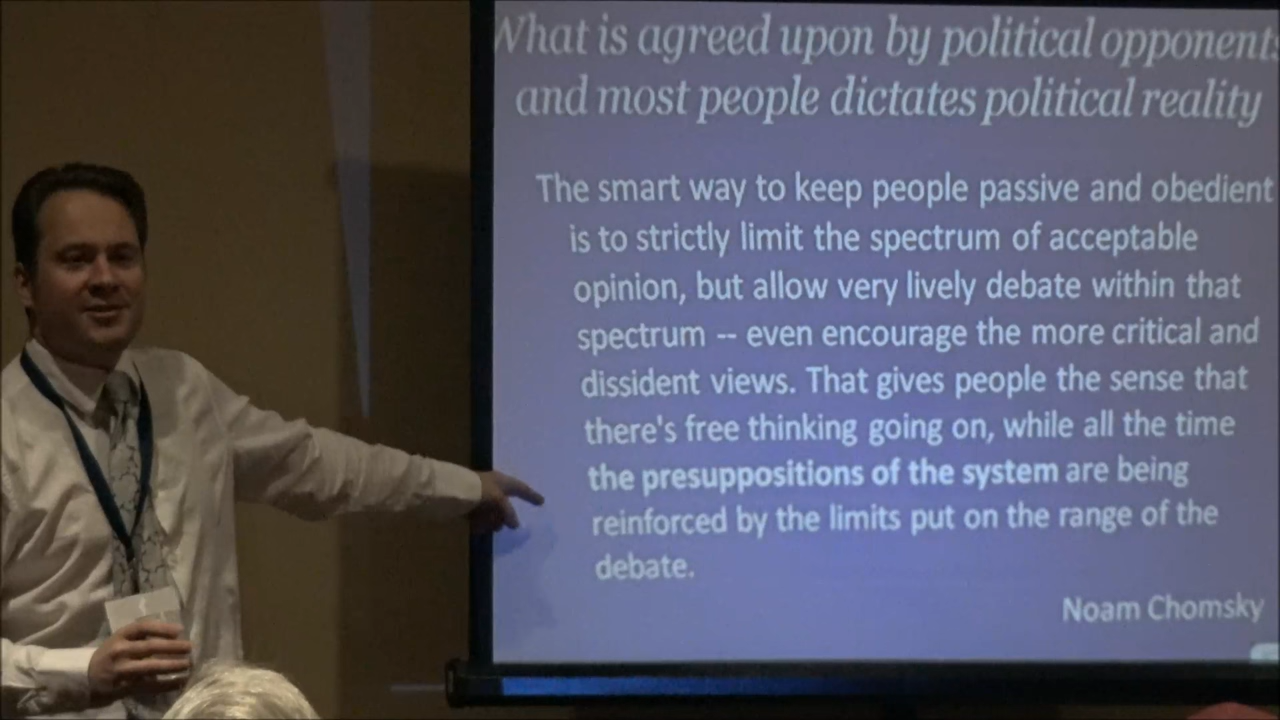 What is agreed upon by political opponents
and most people dictates political reality
The smart way to keep people passive and obedient
is to strictly limit the spectrum of acceptable
opinion, but allow very lively debate within that
spectrum -- even encourage the more critical and
dissident views. That gives people the sense that
there's free thinking going on, while all the time
the presuppositions of the system are being
reinforced by the limits put on the range of the
debate.
Noam Chomsky